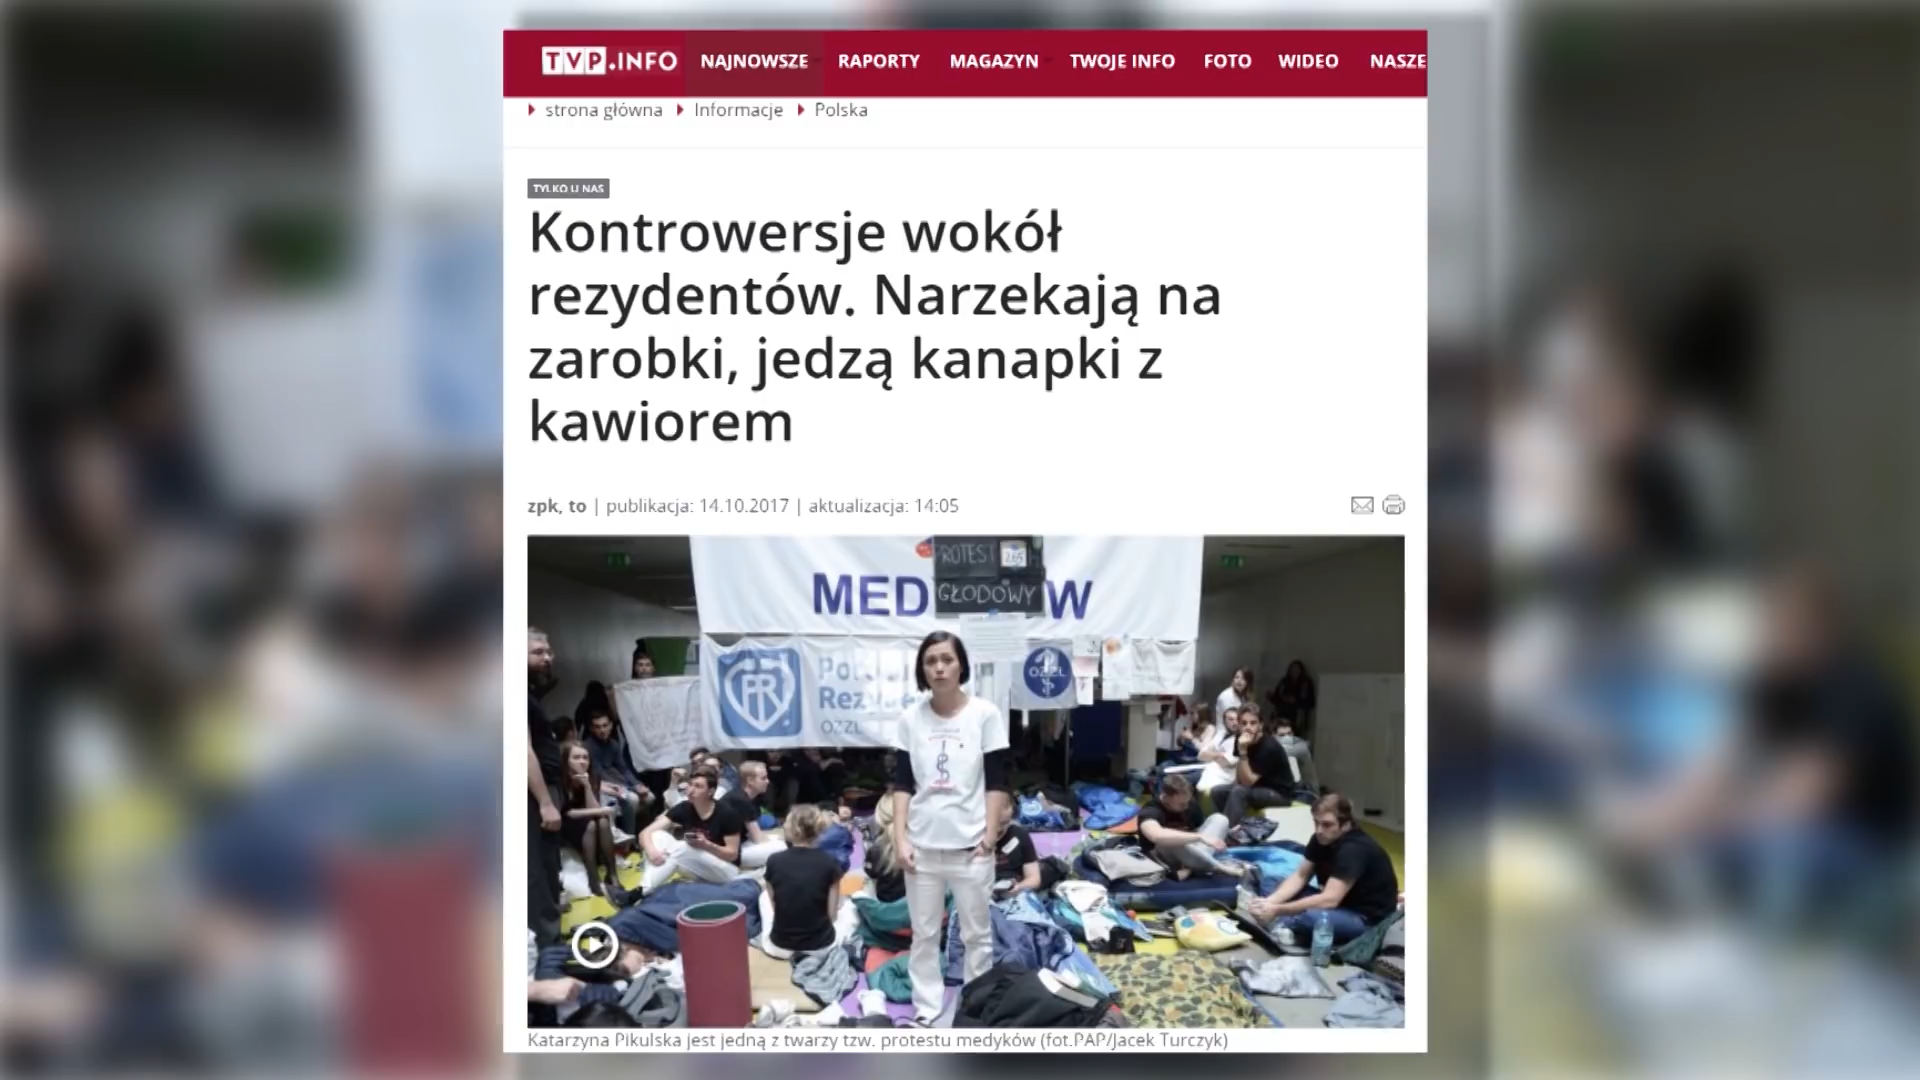 TVP.INFO NAJNOWSZE RAPORTY MAGAZYN TWOJE INFO FOTO WIDEO NASZE
strona główna Informacje Polska
TYLKO U NAS
Kontrowersje wokół
rezydentów. Narzekają na
zarobki, jedzą kanapki z
kawiorem
zpk, to | publikacja: 14.10.2017 | aktualizacja: 14:05
PROTEST
GŁODOWY
MED W
PR
OZZL
OZZL
Katarzyna Pikulska jest jedną z twarzy tzw. protestu medyków (fot.PAP/Jacek Turczyk)